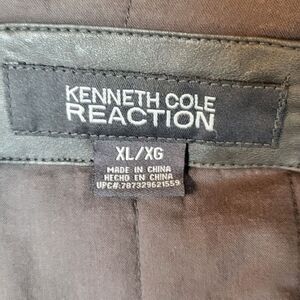 KENNETH COLE
REACTION
XL/XG
MADE IN CHINA
HECHO EN CHINA
UPC#:787329621559